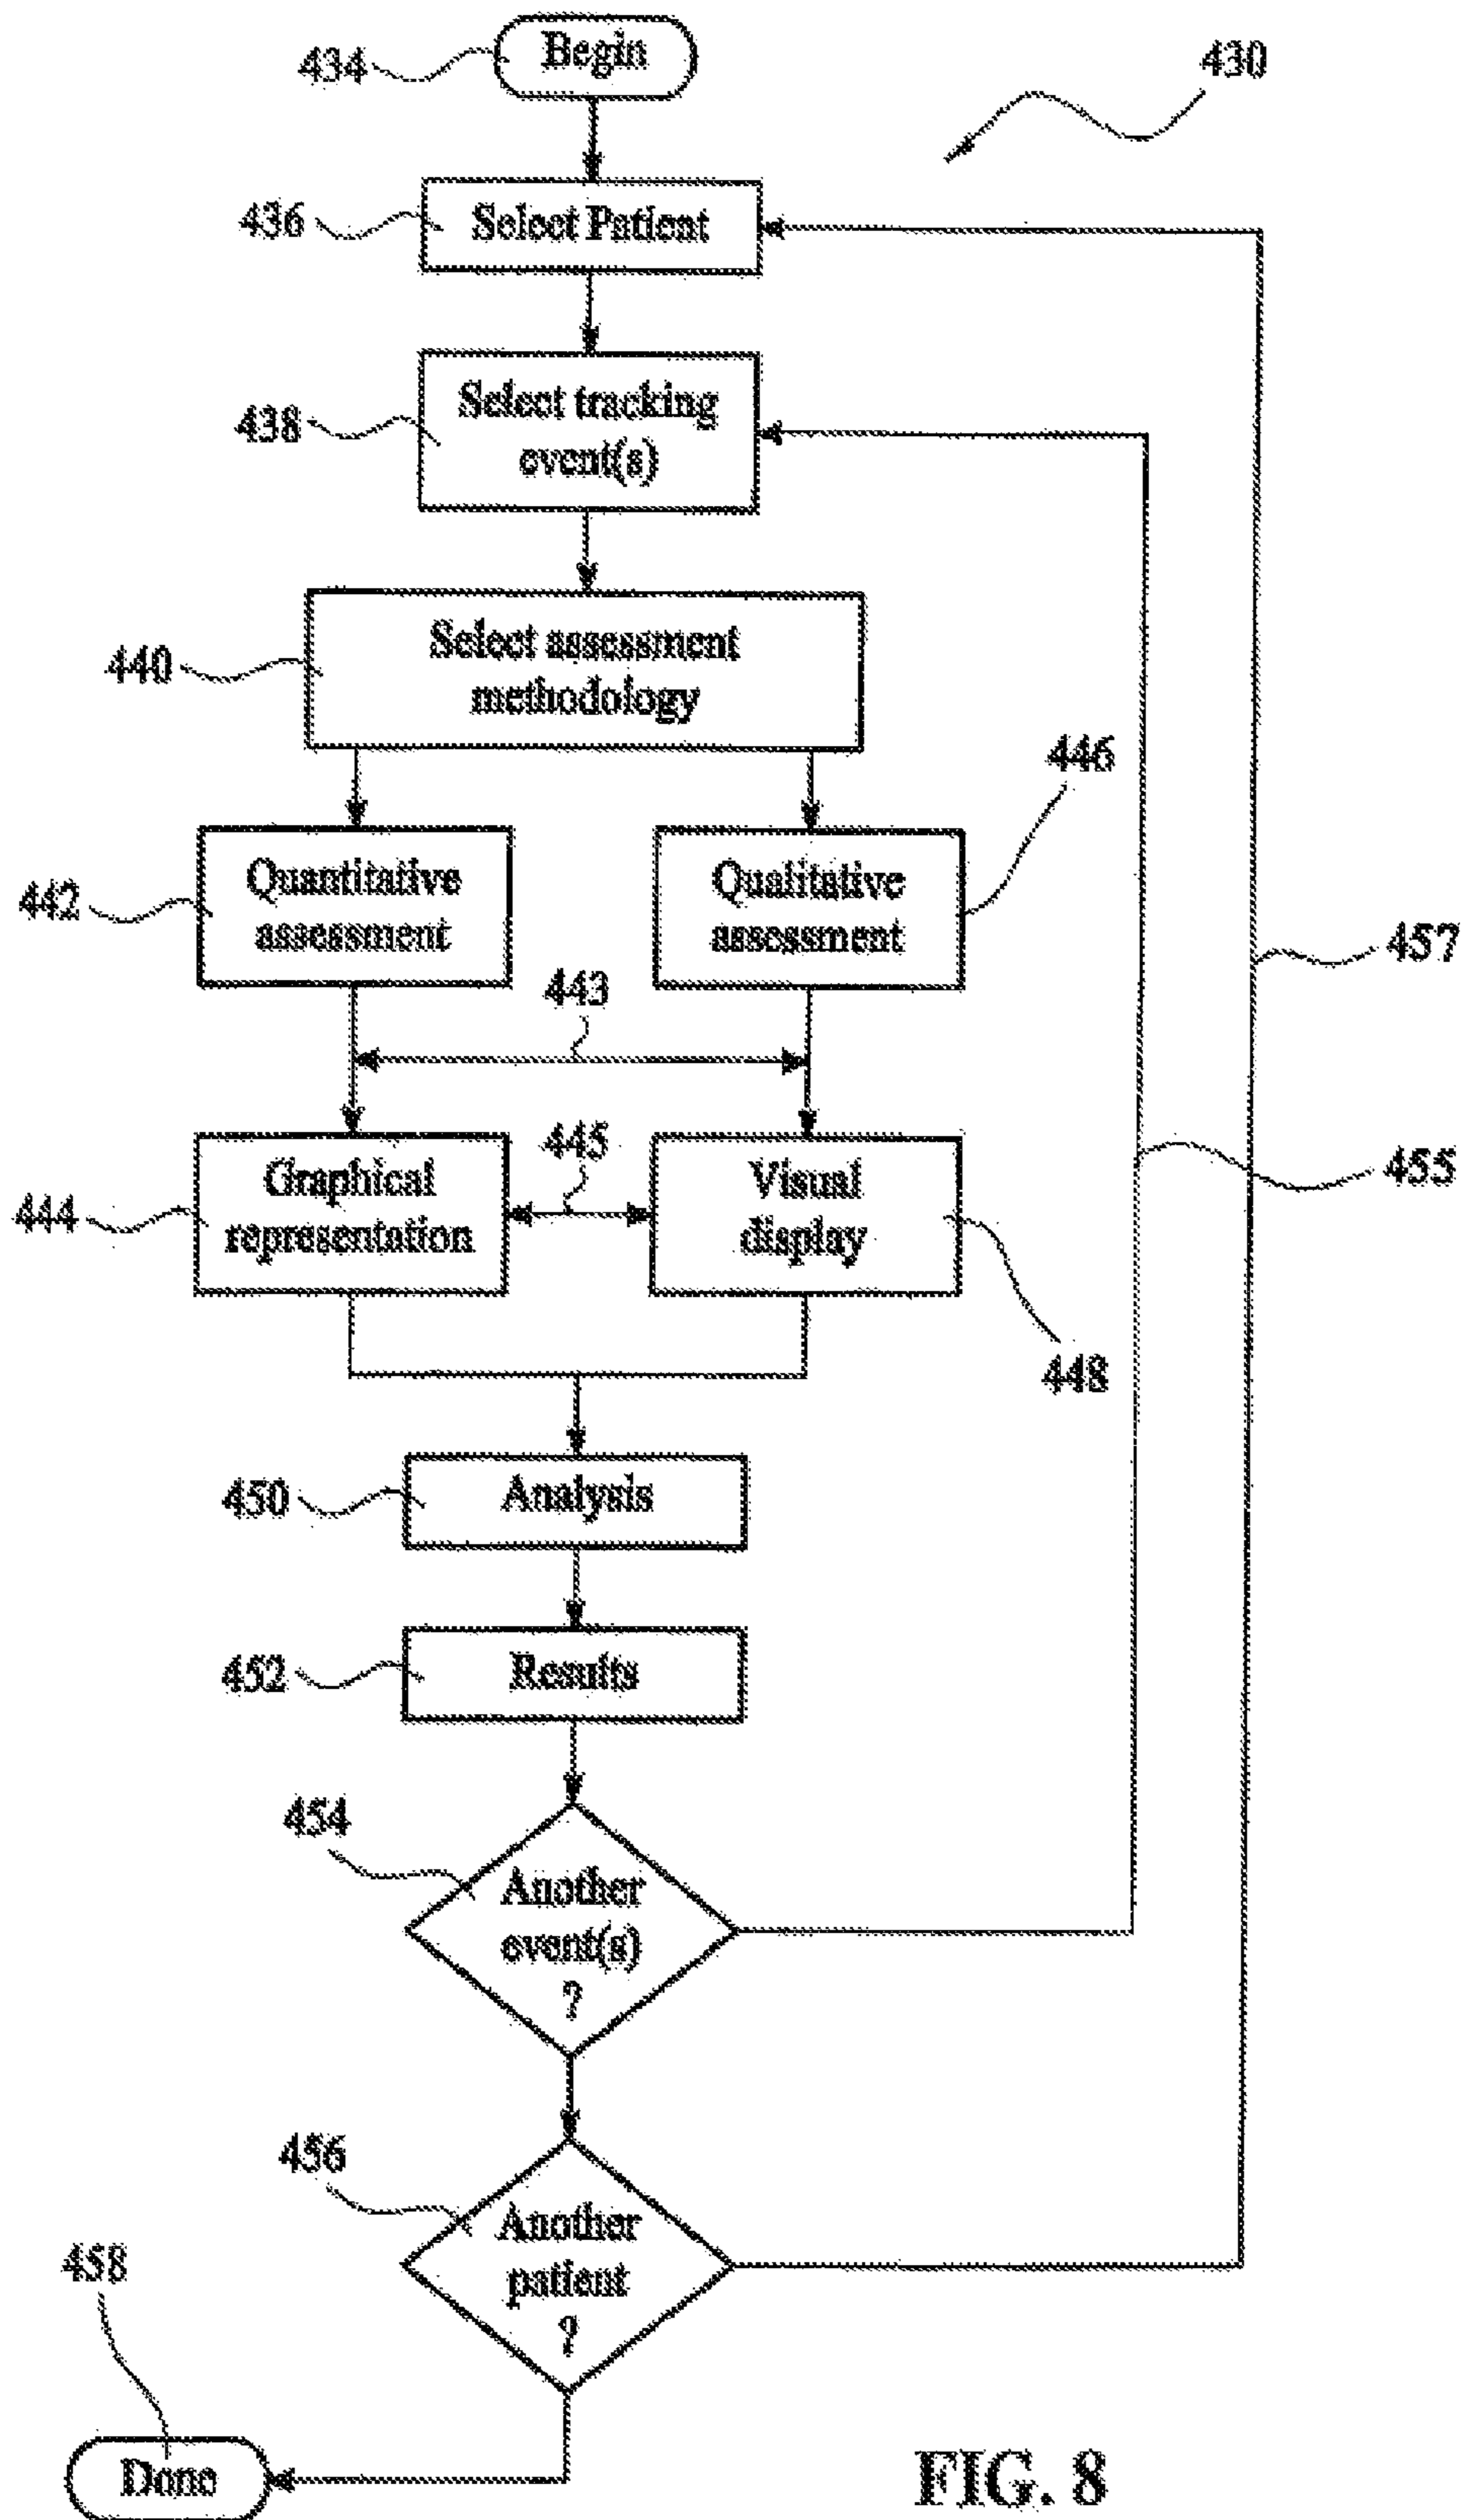 434
Begin
430
436
Select Patient
438
Select tracking
event(s)
440
Select assessment
methodology
446
442
Quantitative
assessment
Qualitative
assessment
457
443
445
444
Graphical
representation
Visual
display
455
448
450
Analysis
452
Results
454
Another
event(s)
?
456
Another
patient
?
458
Done
FIG. 8